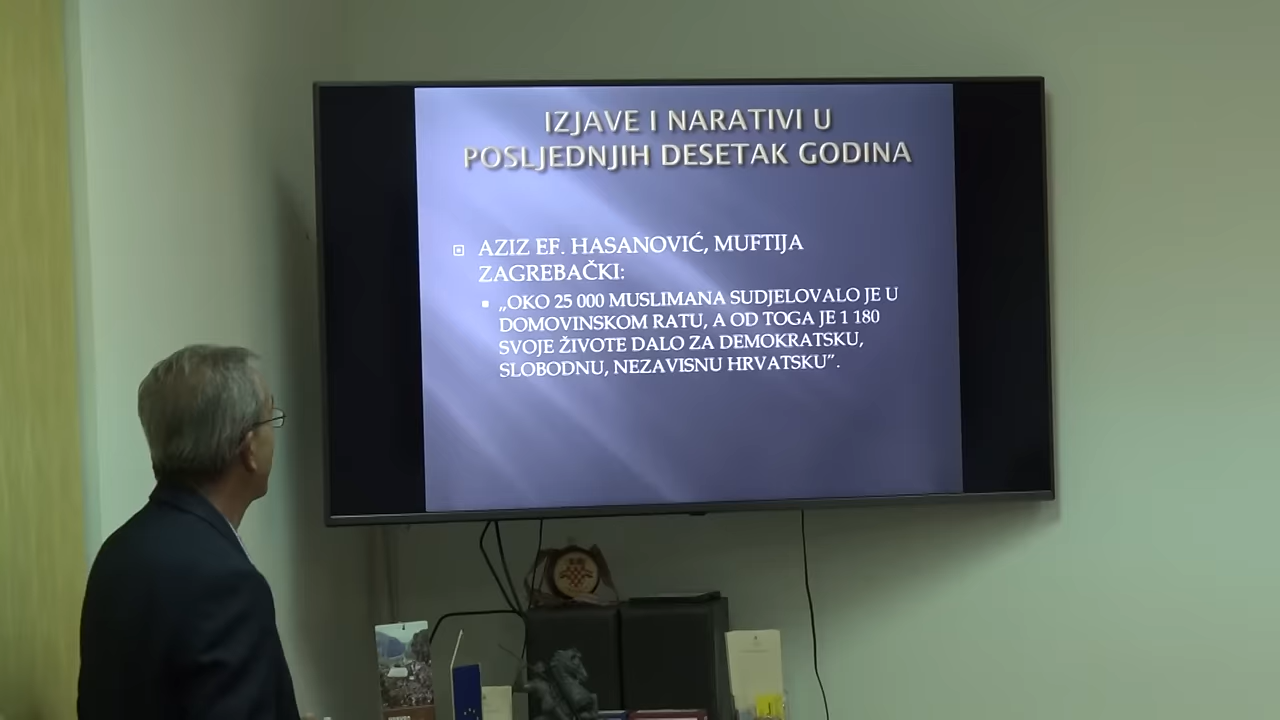 IZJAVE I NARATIVI U
POSLJEDNJIH DESETAK GODINA
AZIZ EF. HASANOVIĆ, MUFTIJA
ZAGREBAČKI:
„OKO 25 000 MUSLIMANA SUDJELOVALO JE U
DOMOVINSKOM RATU, A OD TOGA JE 1 180
SVOJE ŽIVOTE DALO ZA DEMOKRATSKU,
SLOBODNU, NEZAVISNU HRVATSKU”.